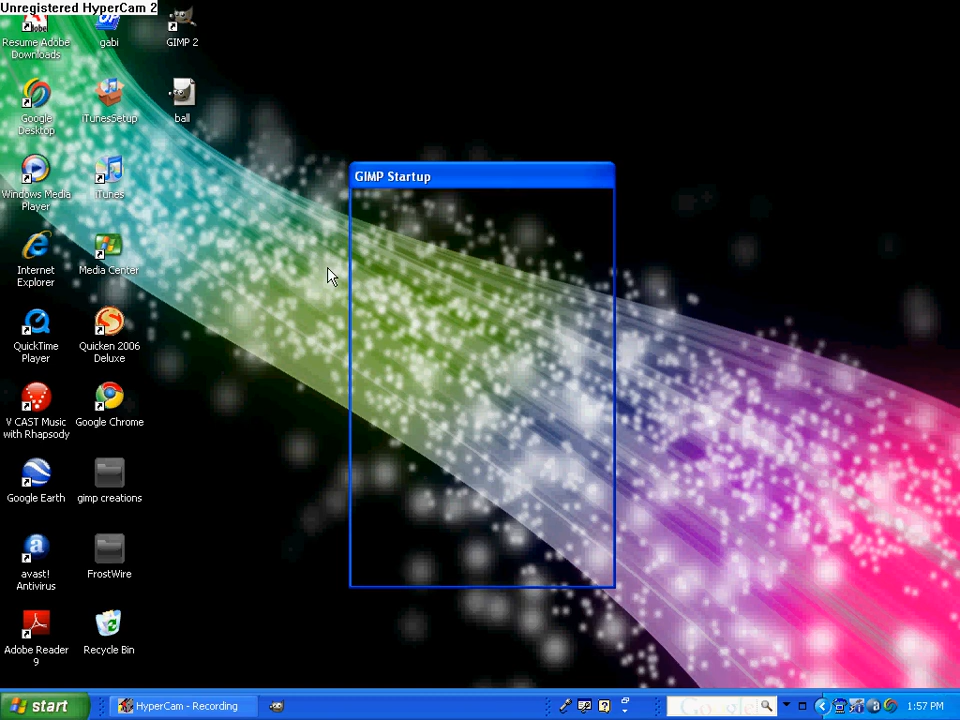 Unregistered HyperCam 2
Resume Adobe
Downloads
gabi
GIMP 2
Google
Desktop
iTunesSetup
ball
Windows Media
Player
iTunes
Internet
Explorer
Media Center
QuickTime
Player
Quicken 2006
Deluxe
V CAST Music
with Rhapsody
Google Chrome
Google Earth
gimp creations
avast!
Antivirus
FrostWire
Adobe Reader
9
Recycle Bin
GIMP Startup
start
HyperCam - Recording
Google
1:57 PM